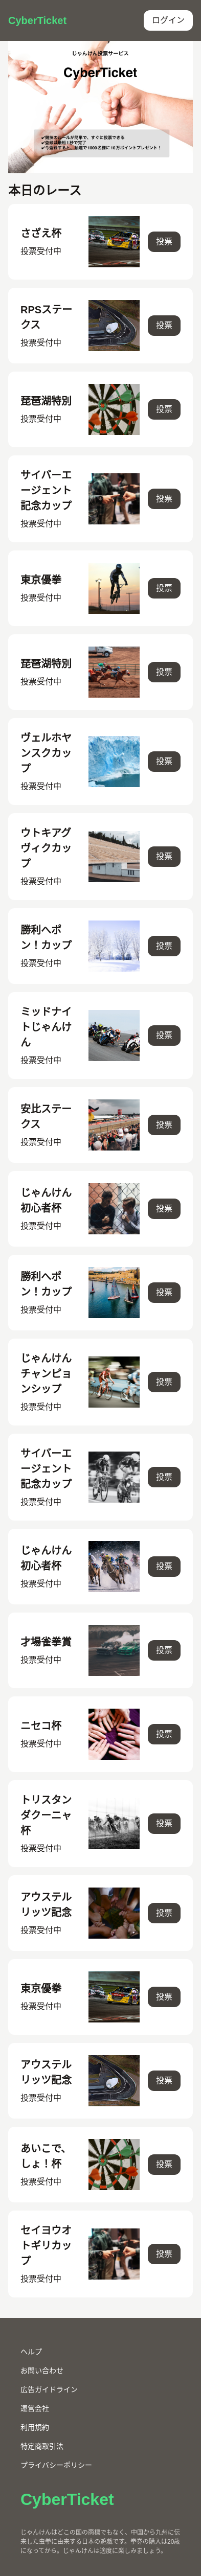 CyberTicket
ログイン
じゃんけん投票サービス
CyberTicket
✔賭けのルールが簡単で、すぐに投票できる
✔登録は最短1分で完了
✔今登録すると、抽選で1000名様に10万ポイントプレゼント！
本日のレース
さざえ杯
投票受付中
投票
RPSステー
クス
投票受付中
投票
琵琶湖特別
投票受付中
投票
サイバーエ
ージェント
記念カップ
投票受付中
投票
東京優拳
投票受付中
投票
琵琶湖特別
投票受付中
投票
ヴェルホヤ
ンスクカッ
プ
投票受付中
投票
ウトキアグ
ヴィクカッ
プ
投票受付中
投票
勝利へポ
ン！カップ
投票受付中
投票
ミッドナイ
トじゃんけ
ん
投票受付中
投票
安比ステー
クス
投票受付中
投票
じゃんけん
初心者杯
投票受付中
投票
勝利へポ
ン！カップ
投票受付中
投票
じゃんけん
チャンピョ
ンシップ
投票受付中
投票
サイバーエ
ージェント
記念カップ
投票受付中
投票
じゃんけん
初心者杯
投票受付中
投票
才場雀拳賞
投票受付中
投票
ニセコ杯
投票受付中
投票
トリスタン
ダクーニャ
杯
投票受付中
投票
アウステル
リッツ記念
投票受付中
投票
東京優拳
投票受付中
投票
アウステル
リッツ記念
投票受付中
投票
あいこで、
しょ！杯
投票受付中
投票
セイヨウオ
トギリカッ
プ
投票受付中
投票
ヘルプ
お問い合わせ
広告ガイドライン
運営会社
利用規約
特定商取引法
プライバシーポリシー
CyberTicket
じゃんけんはどこの国の商標でもなく、中国から九州に伝
来した虫拳に由来する日本の遊戯です。拳券の購入は20歳
になってから。じゃんけんは適度に楽しみましょう。